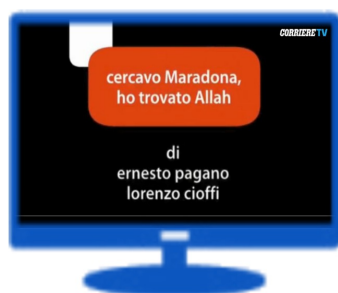 CORRIERE TV
cercavo Maradona,
ho trovato Allah
di
ernesto pagano
lorenzo cioffi